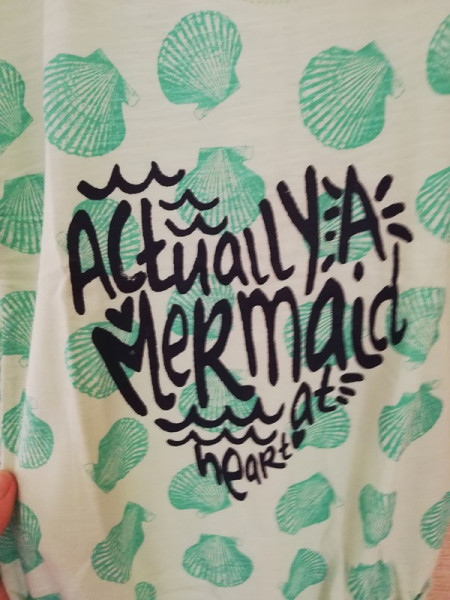 Actually A
Mermaid
at
heart